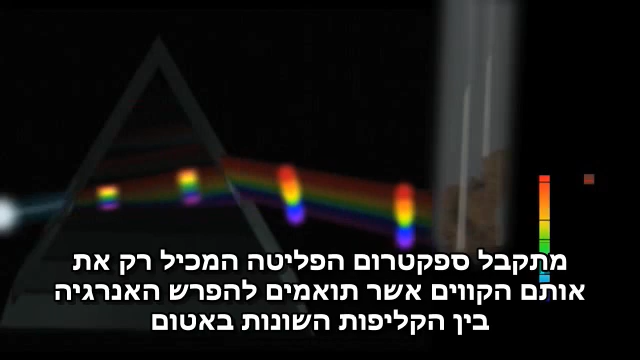 מתקבל ספקטרום הפליטה המכיל רק את
אותם הקווים אשר תואמים להפרש האנרגיה
בין הקליפות השונות באטום